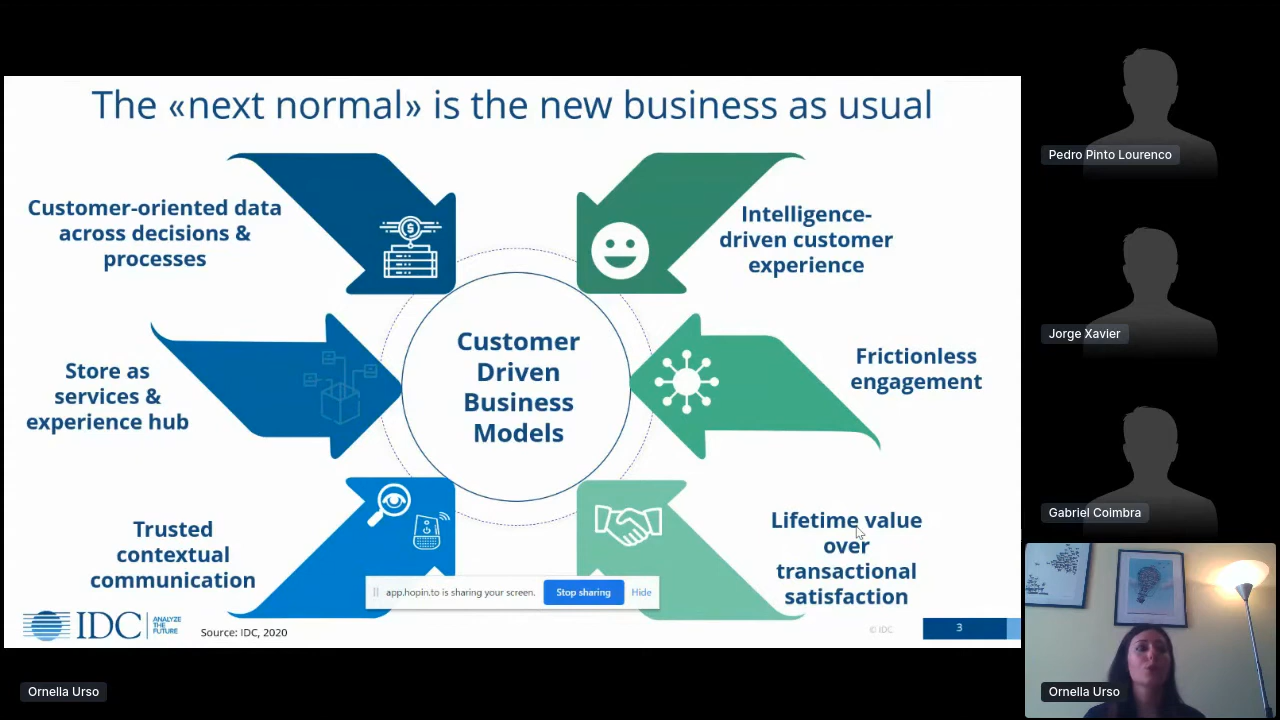 The «next normal» is the new business as usual
Customer-oriented data
across decisions &
processes
Intelligence-
driven customer
experience
Customer
Driven
Business
Models
Store as
services &
experience hub
Frictionless
engagement
Trusted
contextual
communication
Lifetime value
over
transactional
satisfaction
app.hopin.to is sharing your screen.
Stop sharing
Hide
IDC
ANALYZE
THE
FUTURE
Source: IDC, 2020
© IDC
3
Pedro Pinto Lourenco
Jorge Xavier
Gabriel Coimbra
Ornella Urso
Ornella Urso